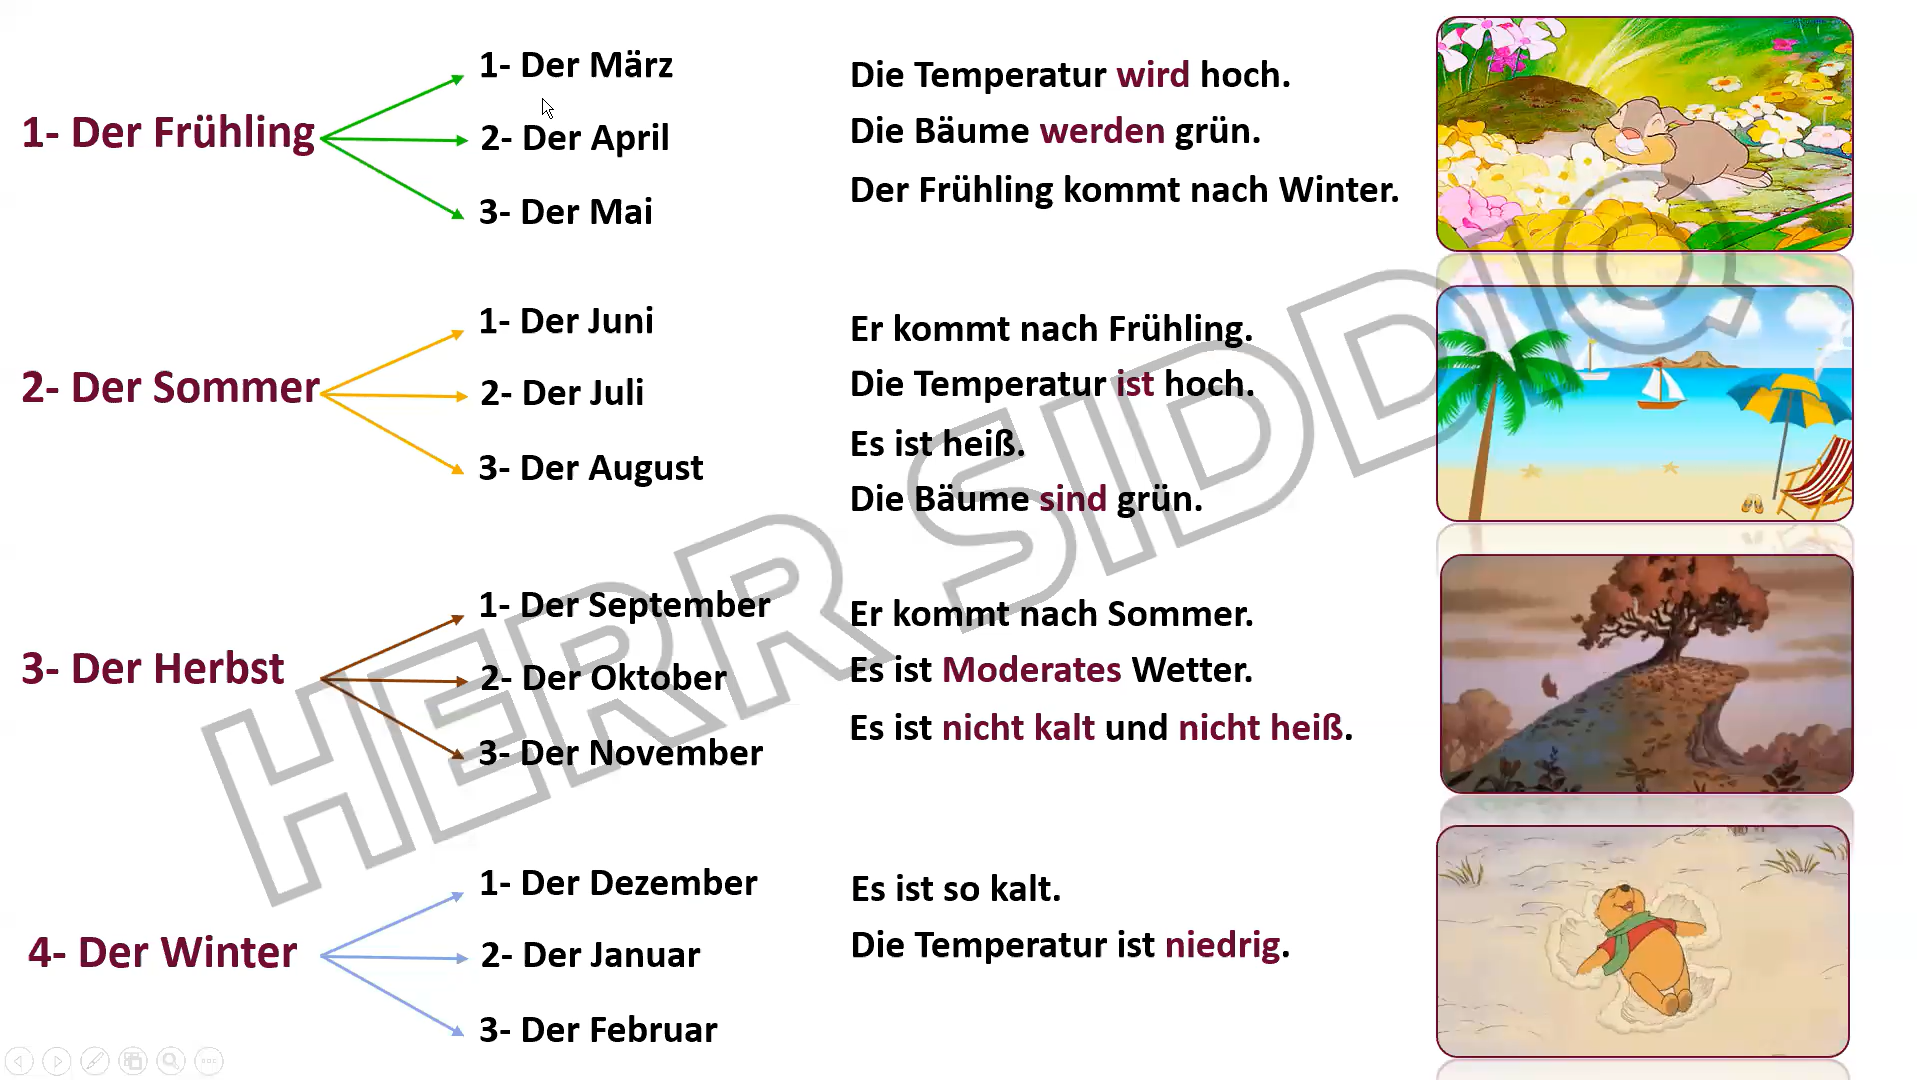 1- Der Frühling
1- Der März
2- Der April
3- Der Mai
Die Temperatur wird hoch.
Die Bäume werden grün.
Der Frühling kommt nach Winter.
2- Der Sommer
1- Der Juni
2- Der Juli
3- Der August
Er kommt nach Frühling.
Die Temperatur ist hoch.
Es ist heiß.
Die Bäume sind grün.
3- Der Herbst
1- Der September
2- Der Oktober
3- Der November
Er kommt nach Sommer.
Es ist Moderates Wetter.
Es ist nicht kalt und nicht heiß.
4- Der Winter
1- Der Dezember
2- Der Januar
3- Der Februar
Es ist so kalt.
Die Temperatur ist niedrig.
HERR SIDDIQ